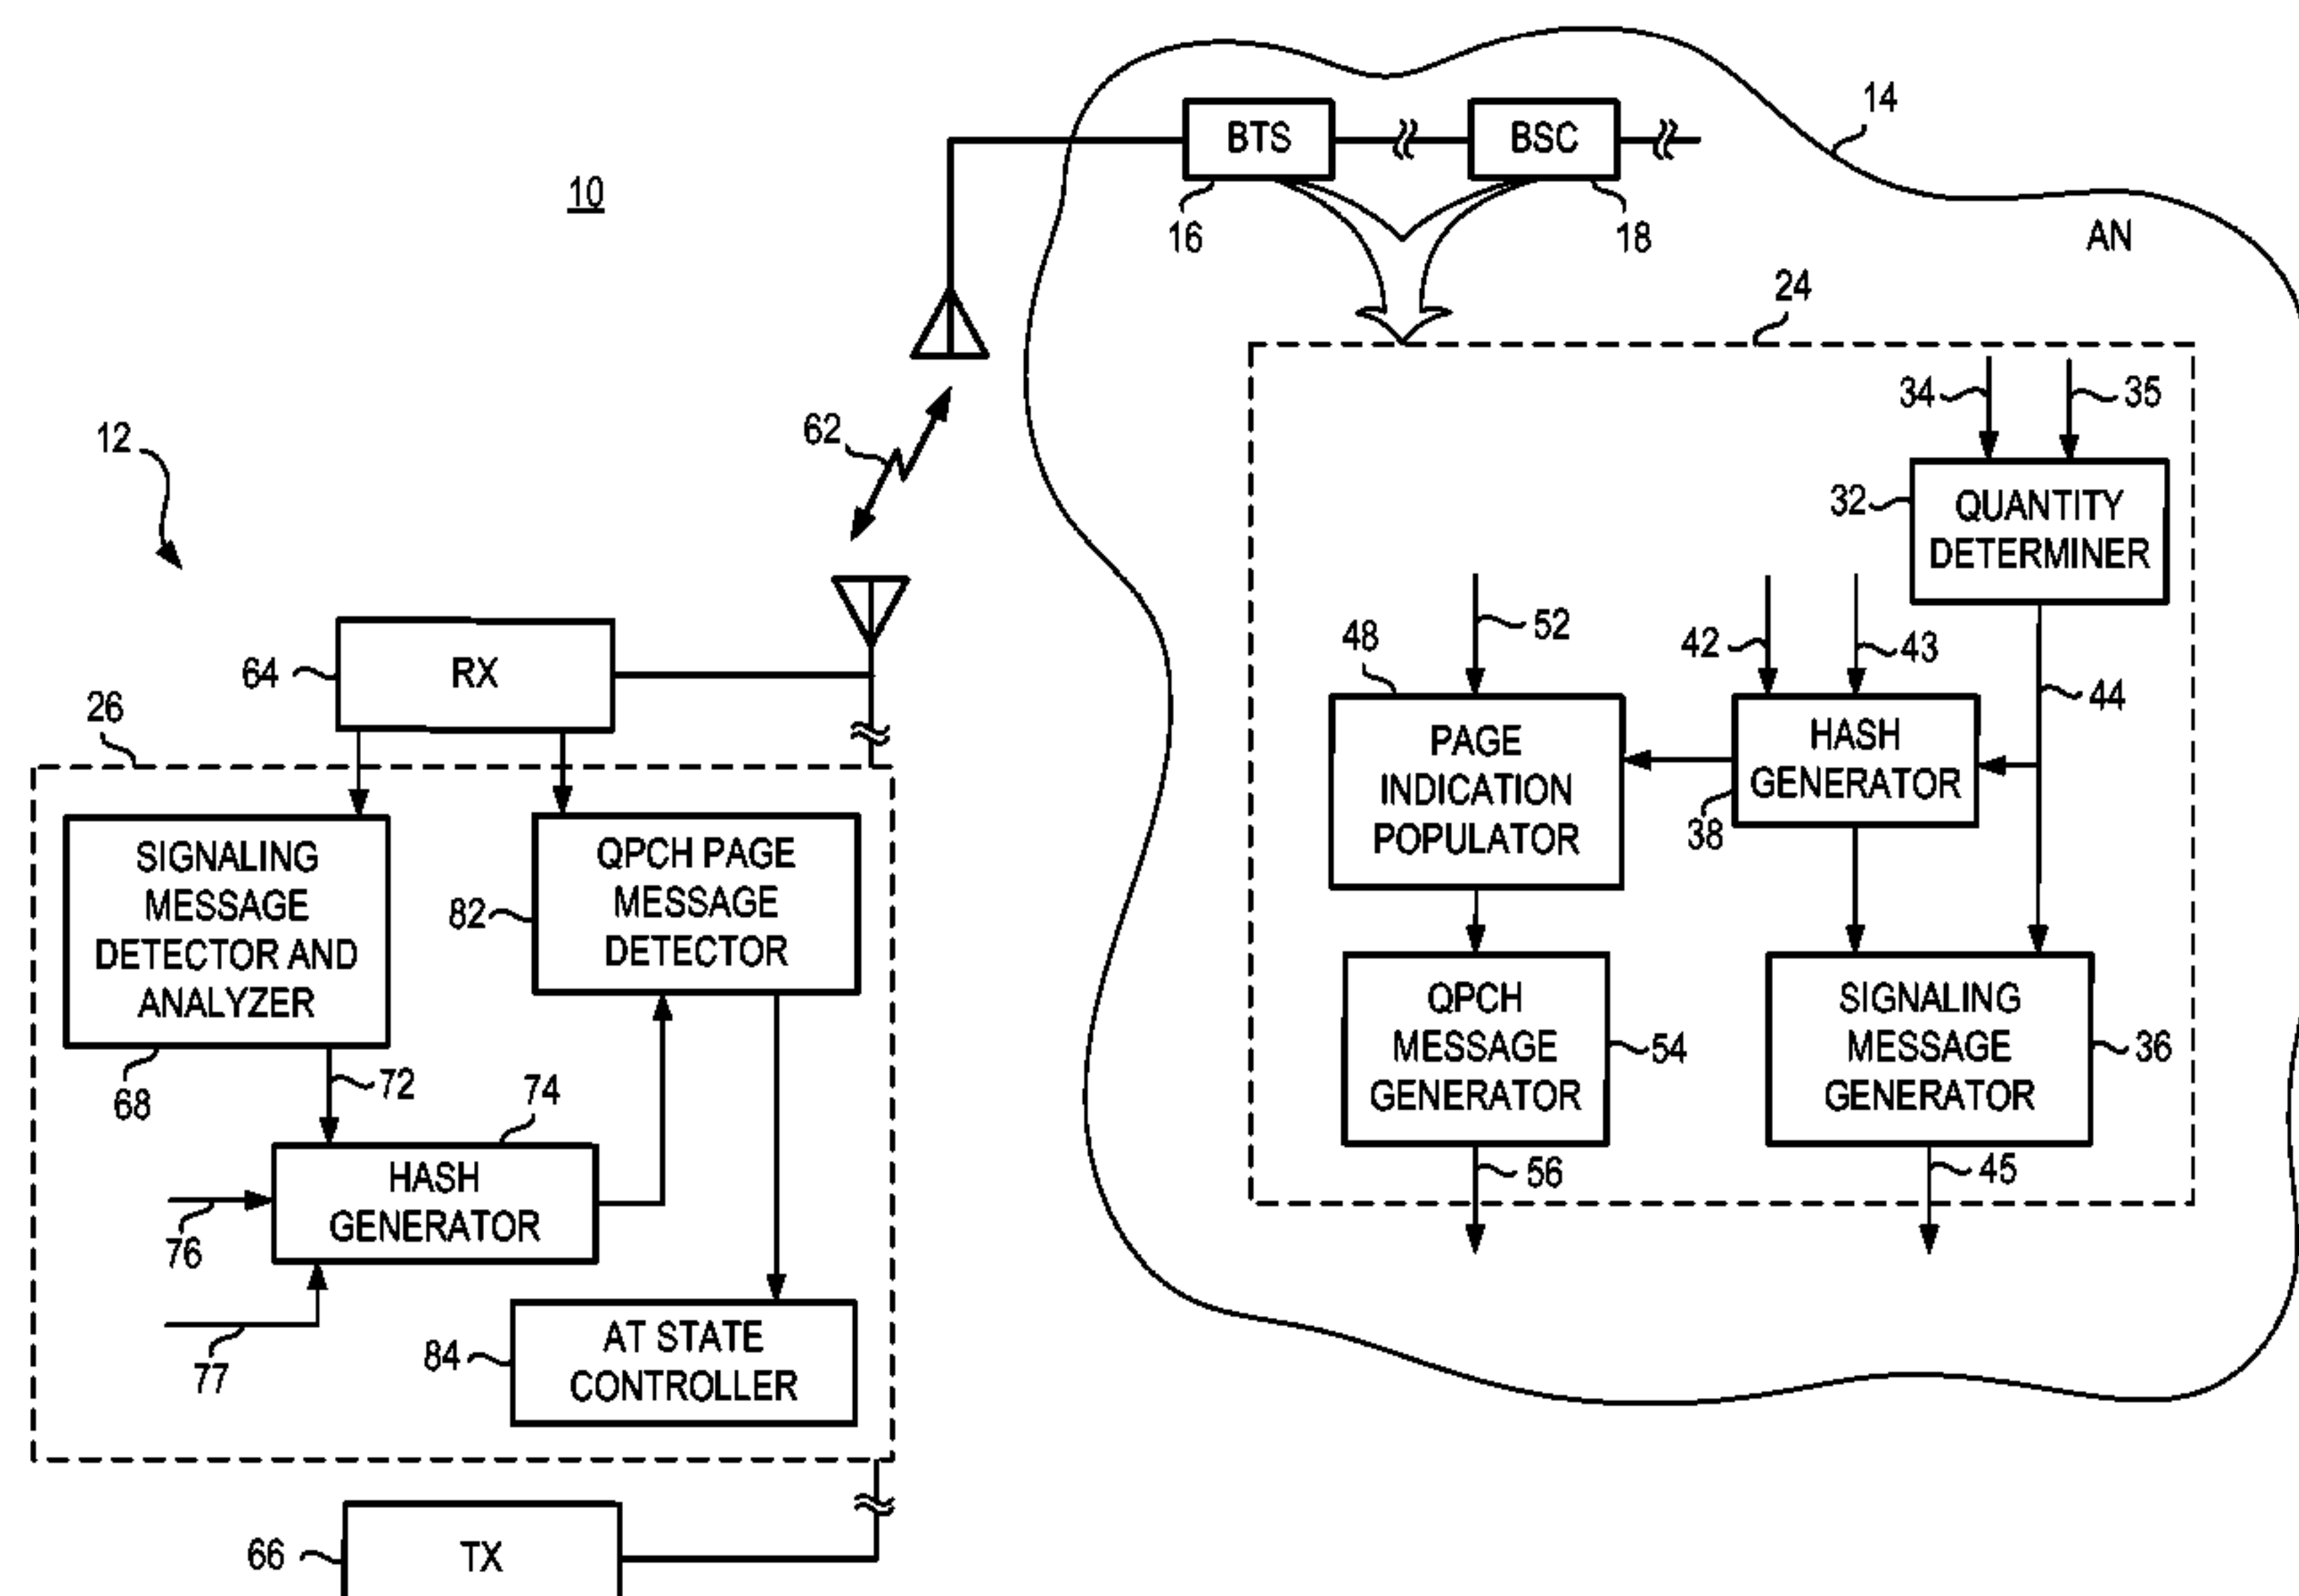 14
BTS
BSC
10
16
18
AN
24
34
35
12
62
32
QUANTITY
DETERMINER
52
48
42
43
64
RX
44
26
PAGE
INDICATION
POPULATOR
HASH
GENERATOR
38
SIGNALING
MESSAGE
DETECTOR AND
ANALYZER
82
QPCH PAGE
MESSAGE
DETECTOR
QPCH
MESSAGE
GENERATOR
54
SIGNALING
MESSAGE
GENERATOR
36
68
72
74
56
45
HASH
GENERATOR
76
77
84
AT STATE
CONTROLLER
66
TX